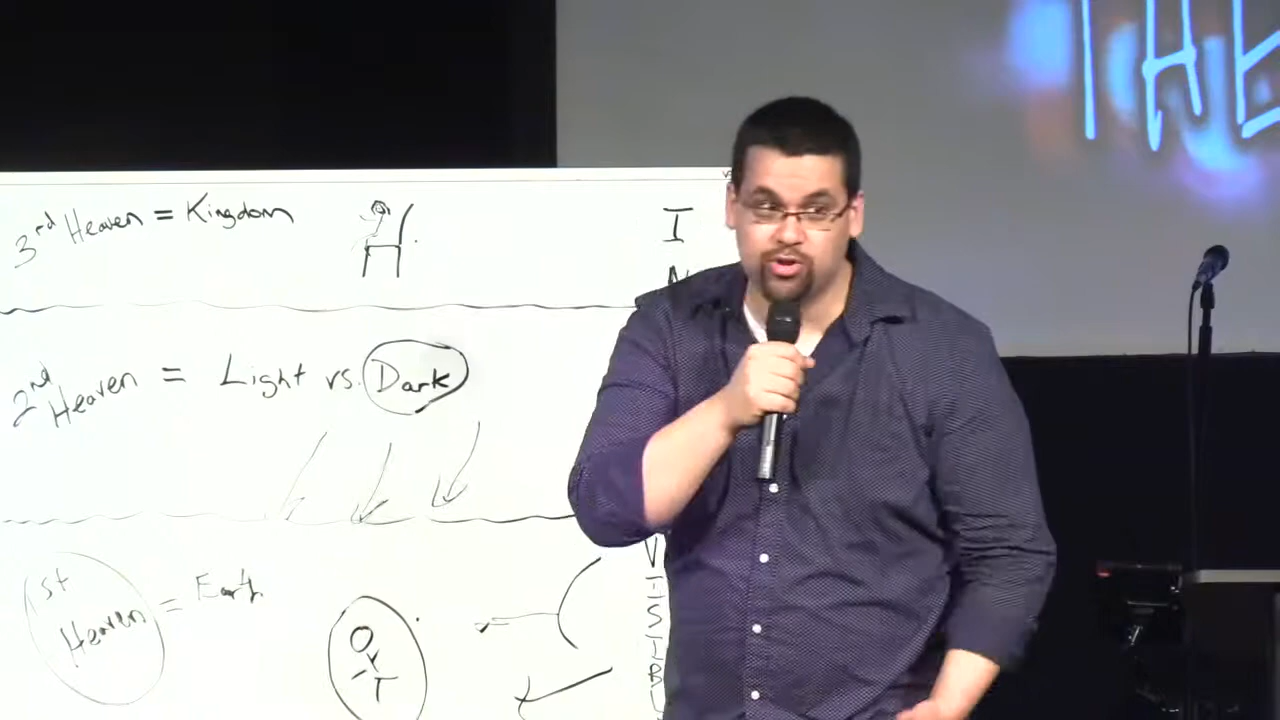 THE
3rd Heaven = Kingdom
I
N
2nd Heaven = Light vs. Dark
1st Heaven = Earth
V
I
S
I
B